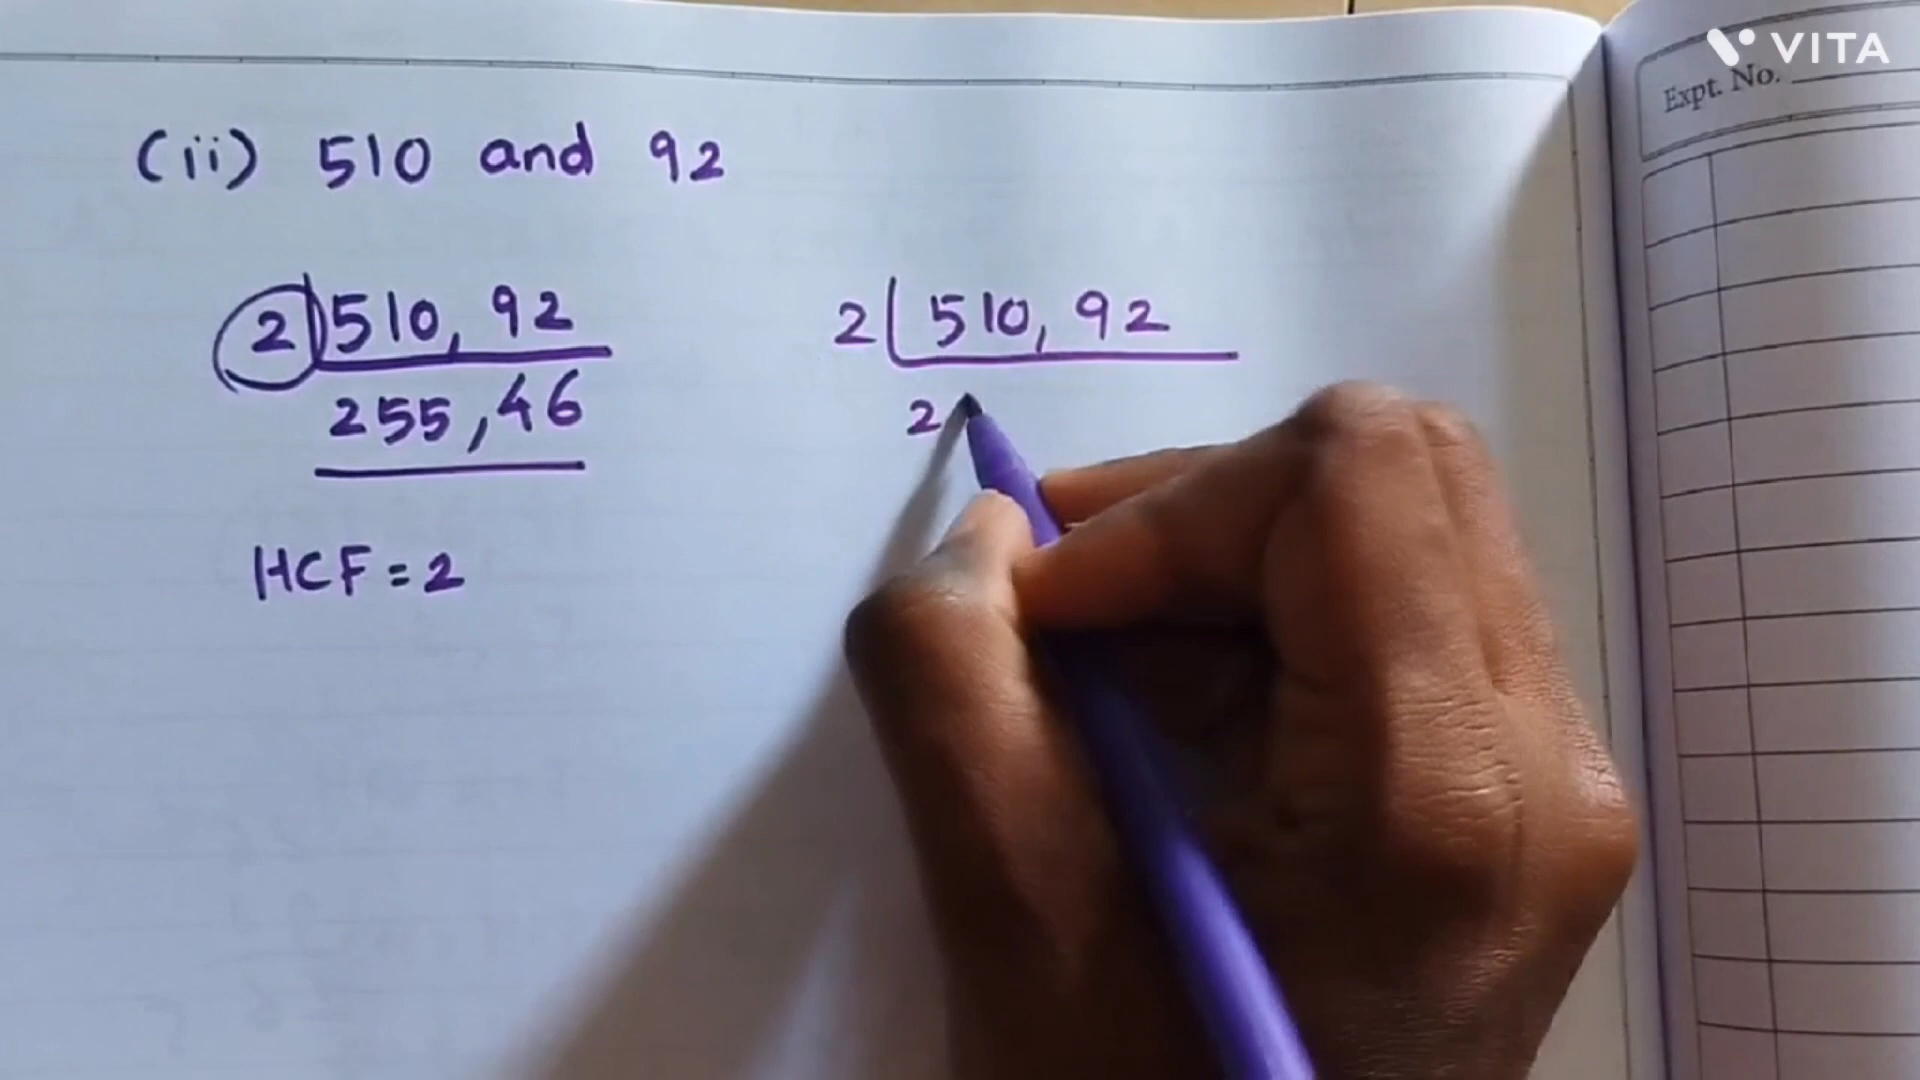 VITA
Expt. No.
(ii) 510 and 92
2 510, 92
255, 46
HCF = 2
2 510, 92
2